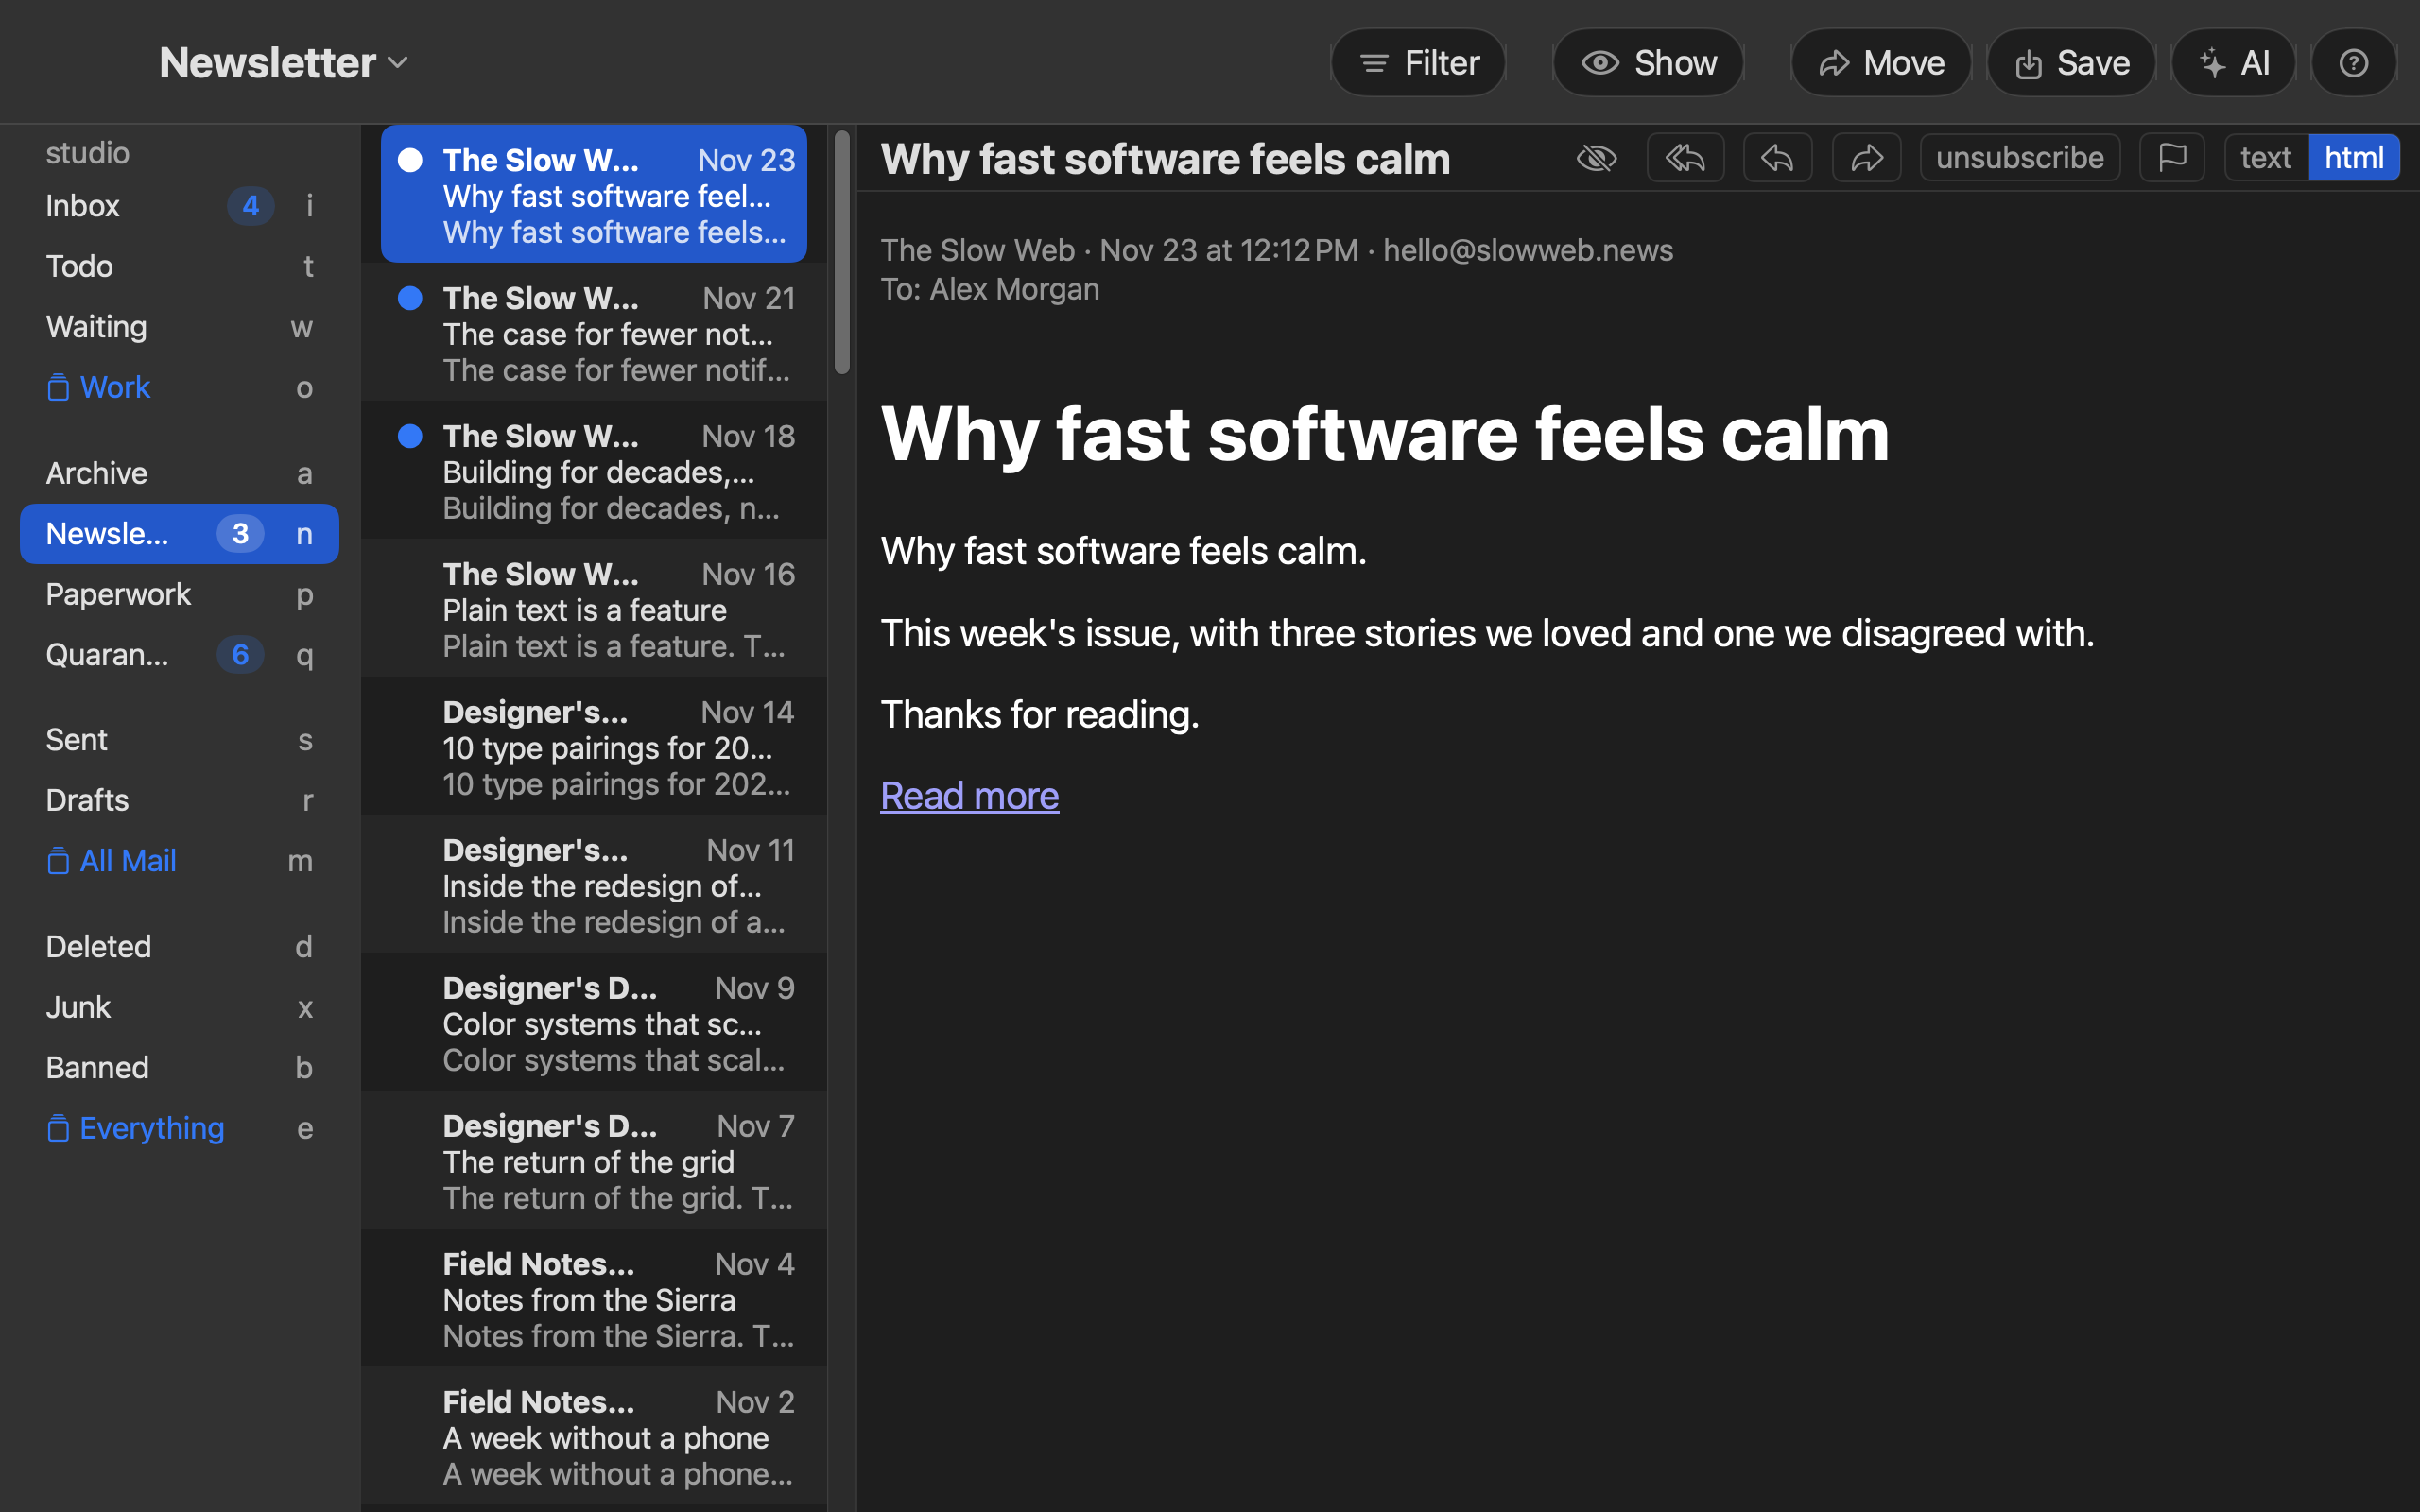 Newsletter
Filter
Show
Move
Save
AI
?
studio
Inbox 4 i
Todo t
Waiting w
Work o
Archive a
Newsle... 3 n
Paperwork p
Quaran... 6 q
Sent s
Drafts r
All Mail m
Deleted d
Junk x
Banned b
Everything e
The Slow W... Nov 23
Why fast software feel...
Why fast software feels...
The Slow W... Nov 21
The case for fewer not...
The case for fewer notif...
The Slow W... Nov 18
Building for decades,...
Building for decades, n...
The Slow W... Nov 16
Plain text is a feature
Plain text is a feature. T...
Designer's... Nov 14
10 type pairings for 20...
10 type pairings for 202...
Designer's... Nov 11
Inside the redesign of...
Inside the redesign of a...
Designer's D... Nov 9
Color systems that sc...
Color systems that scal...
Designer's D... Nov 7
The return of the grid
The return of the grid. T...
Field Notes... Nov 4
Notes from the Sierra
Notes from the Sierra. T...
Field Notes... Nov 2
A week without a phone
A week without a phone...
Why fast software feels calm
unsubscribe
text html
The Slow Web · Nov 23 at 12:12 PM · hello@slowweb.news
To: Alex Morgan
Why fast software feels calm
Why fast software feels calm.
This week's issue, with three stories we loved and one we disagreed with.
Thanks for reading.
Read more